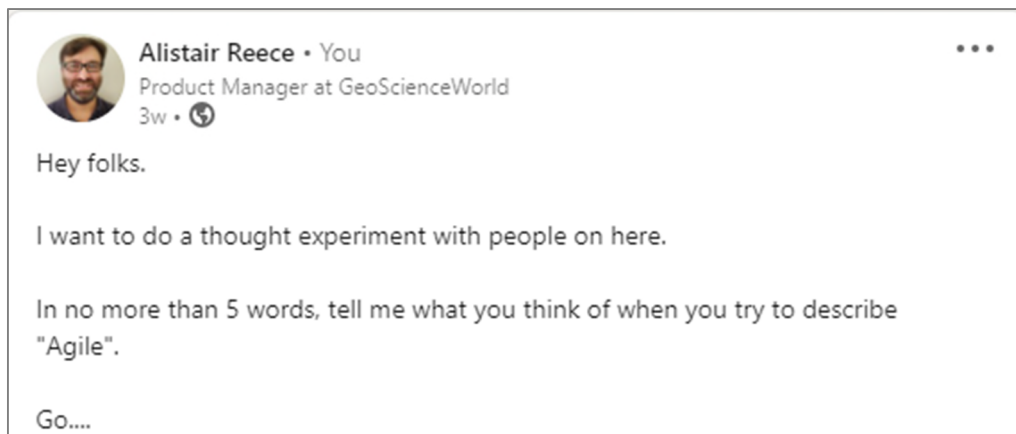 Alistair Reece • You
Product Manager at GeoScienceWorld
3w •
Hey folks.
I want to do a thought experiment with people on here.
In no more than 5 words, tell me what you think of when you try to describe
"Agile".
Go....